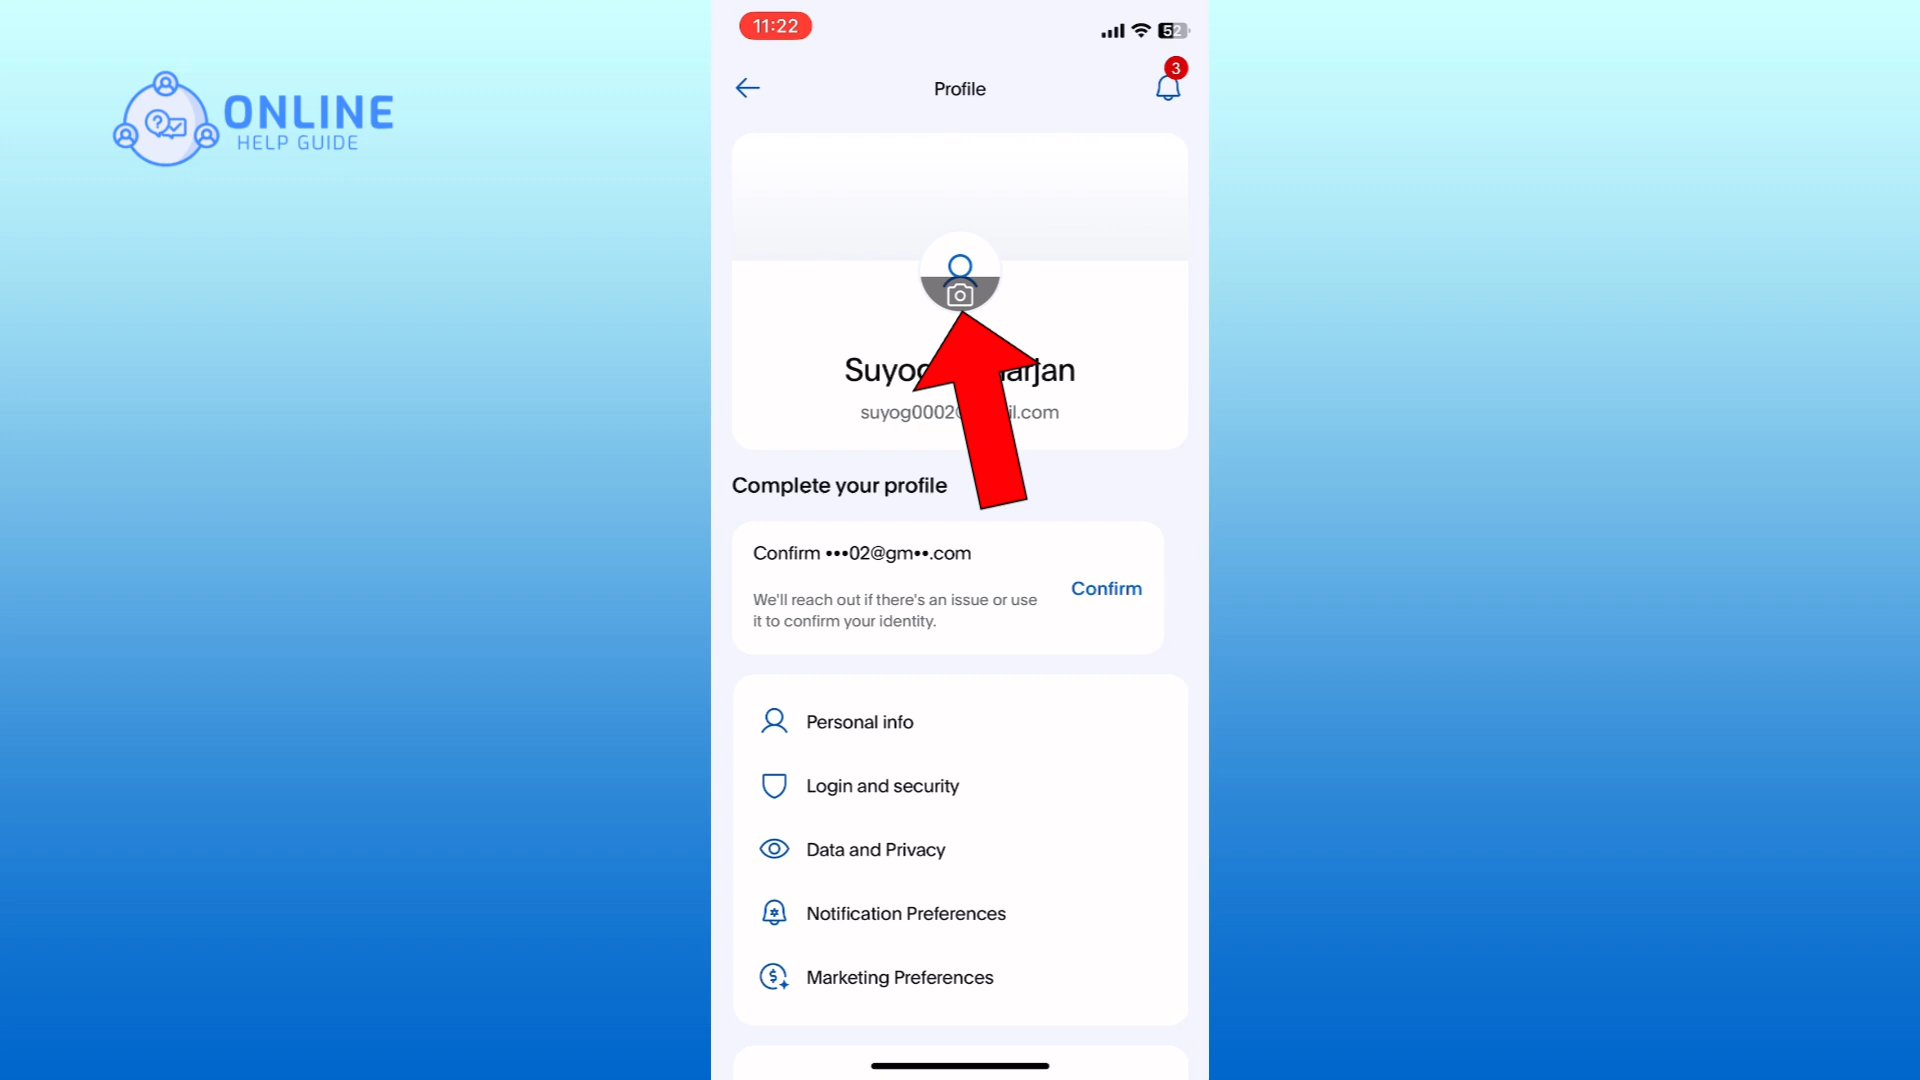 11:22
52
ONLINE
HELP GUIDE
Profile
3
Suyog
arjan
suyog0002@
il.com
Complete your profile
Confirm •••02@gm••.com
Confirm
We'll reach out if there's an issue or use
it to confirm your identity.
Personal info
Login and security
Data and Privacy
Notification Preferences
Marketing Preferences